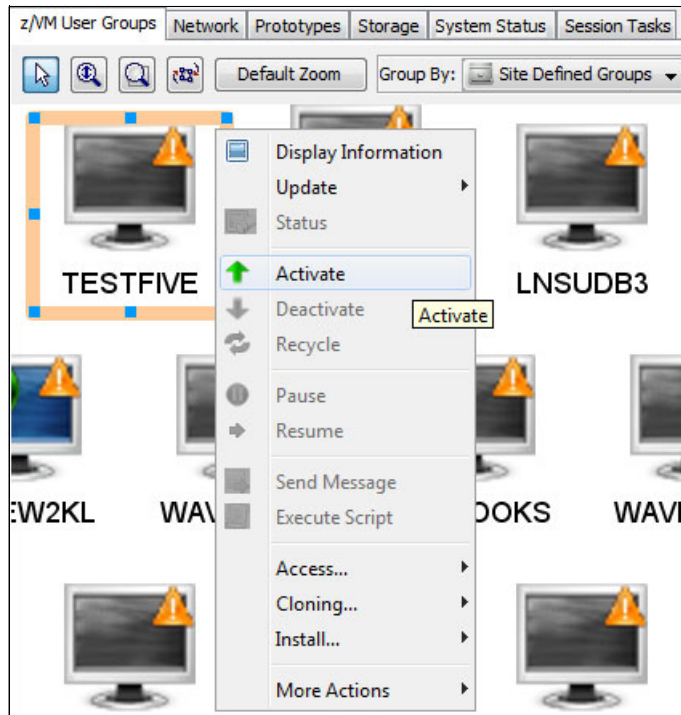 z/VM User Groups Network Prototypes Storage System Status Session Tasks
Default Zoom Group By: Site Defined Groups
Display Information
Update
Status
TESTFIVE
Activate
LNSUDB3
Deactivate
Activate
Recycle
Pause
Resume
Send Message
EW2KL
Execute Script
OOKS
Access...
Cloning...
Install...
More Actions